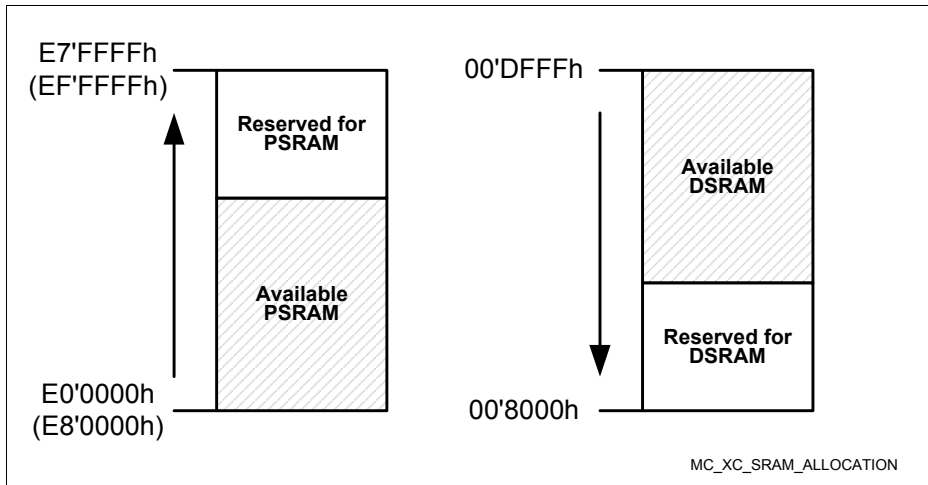 E7'FFFFh
(EF'FFFFh)
Reserved for
PSRAM
Available
PSRAM
E0'0000h
(E8'0000h)
00'DFFFh
Available
DSRAM
Reserved for
DSRAM
00'8000h
MC_XC_SRAM_ALLOCATION